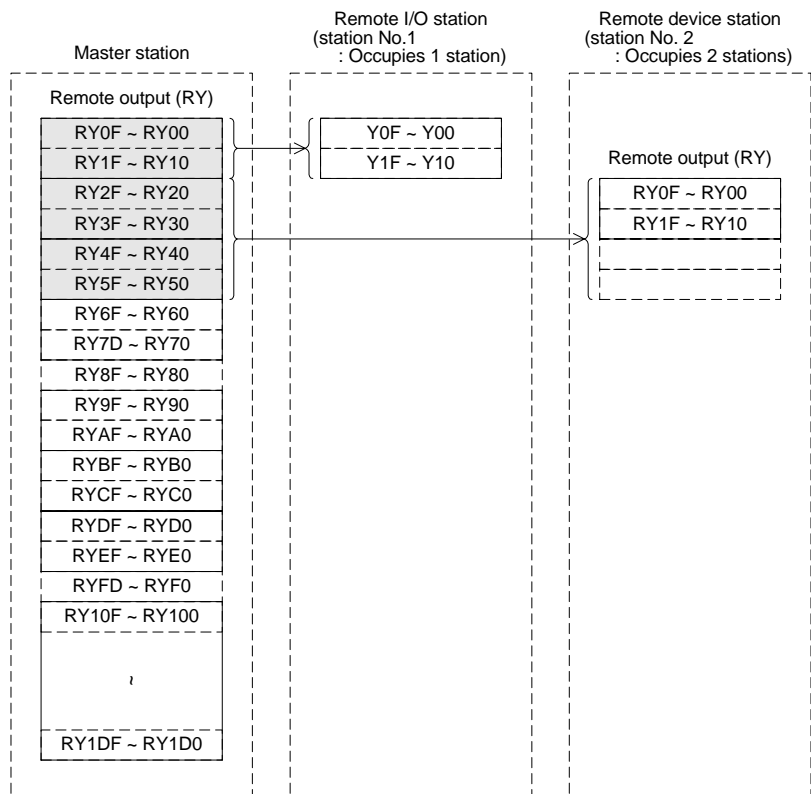 Master station
Remote I/O station
(station No.1
: Occupies 1 station)
Remote device station
(station No. 2
: Occupies 2 stations)
Remote output (RY)
RY0F ~ RY00
RY1F ~ RY10
RY2F ~ RY20
RY3F ~ RY30
RY4F ~ RY40
RY5F ~ RY50
RY6F ~ RY60
RY7D ~ RY70
RY8F ~ RY80
RY9F ~ RY90
RYAF ~ RYA0
RYBF ~ RYB0
RYCF ~ RYC0
RYDF ~ RYD0
RYEF ~ RYE0
RYFD ~ RYF0
RY10F ~ RY100
~
RY1DF ~ RY1D0
Y0F ~ Y00
Y1F ~ Y10
Remote output (RY)
RY0F ~ RY00
RY1F ~ RY10